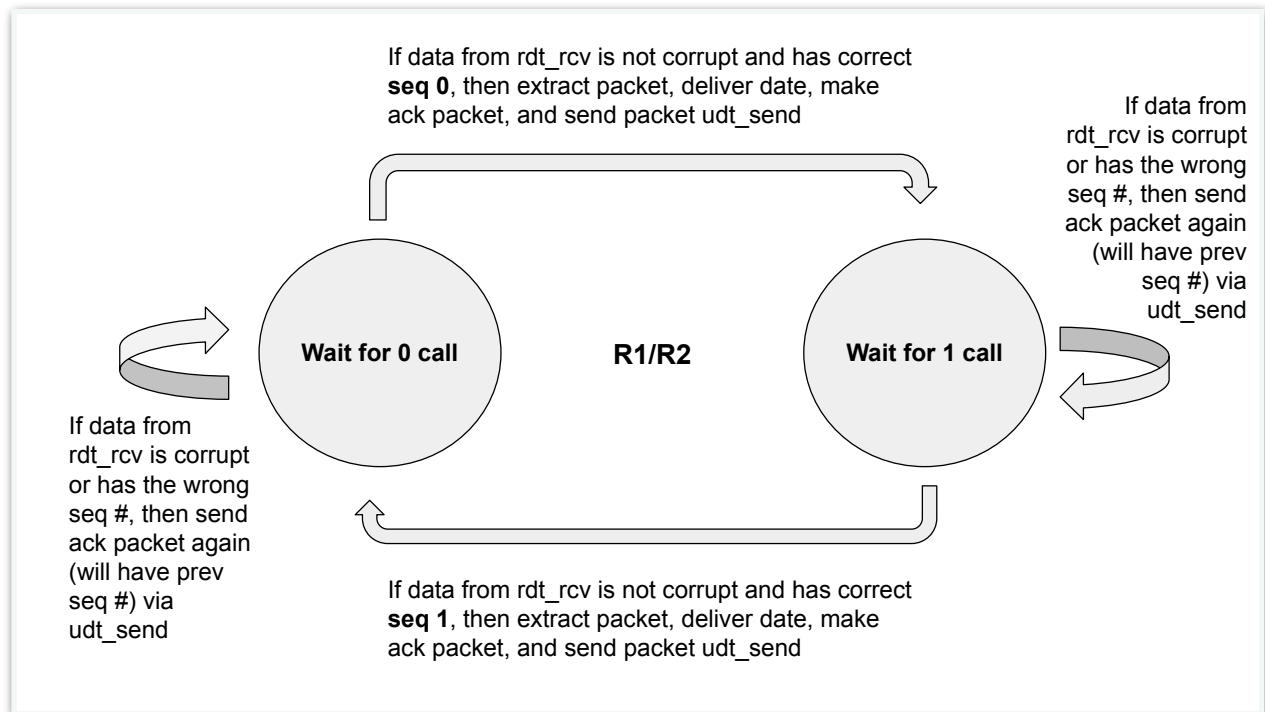 If data from rdt_rcv is not corrupt and has correct
seq 0, then extract packet, deliver date, make
ack packet, and send packet udt_send
If data from
rdt_rcv is corrupt
or has the wrong
seq #, then send
ack packet again
(will have prev
seq #) via
udt_send
Wait for 0 call
R1/R2
Wait for 1 call
If data from
rdt_rcv is corrupt
or has the wrong
seq #, then send
ack packet again
(will have prev
seq #) via
udt_send
If data from rdt_rcv is not corrupt and has correct
seq 1, then extract packet, deliver date, make
ack packet, and send packet udt_send